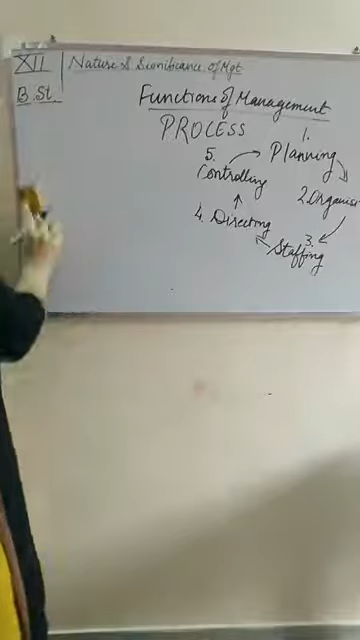 XII Nature & Significance of Mgt
B.St.
Functions of Management
PROCESS
1.
Planning
2. Organisi
3.
Staffing
4. Directing
5.
Controlling